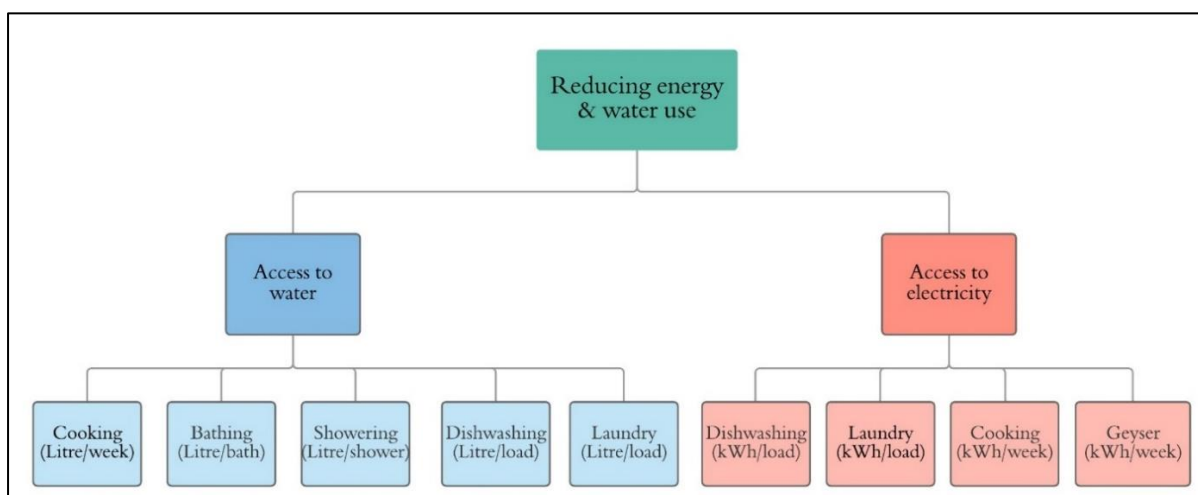 Reducing energy
& water use
Access to
water
Access to
electricity
Cooking
(Litre/week)
Bathing
(Litre/bath)
Showering
(Litre/shower)
Dishwashing
(Litre/load)
Laundry
(Litre/load)
Dishwashing
(kWh/load)
Laundry
(kWh/load)
Cooking
(kWh/week)
Geyser
(kWh/week)